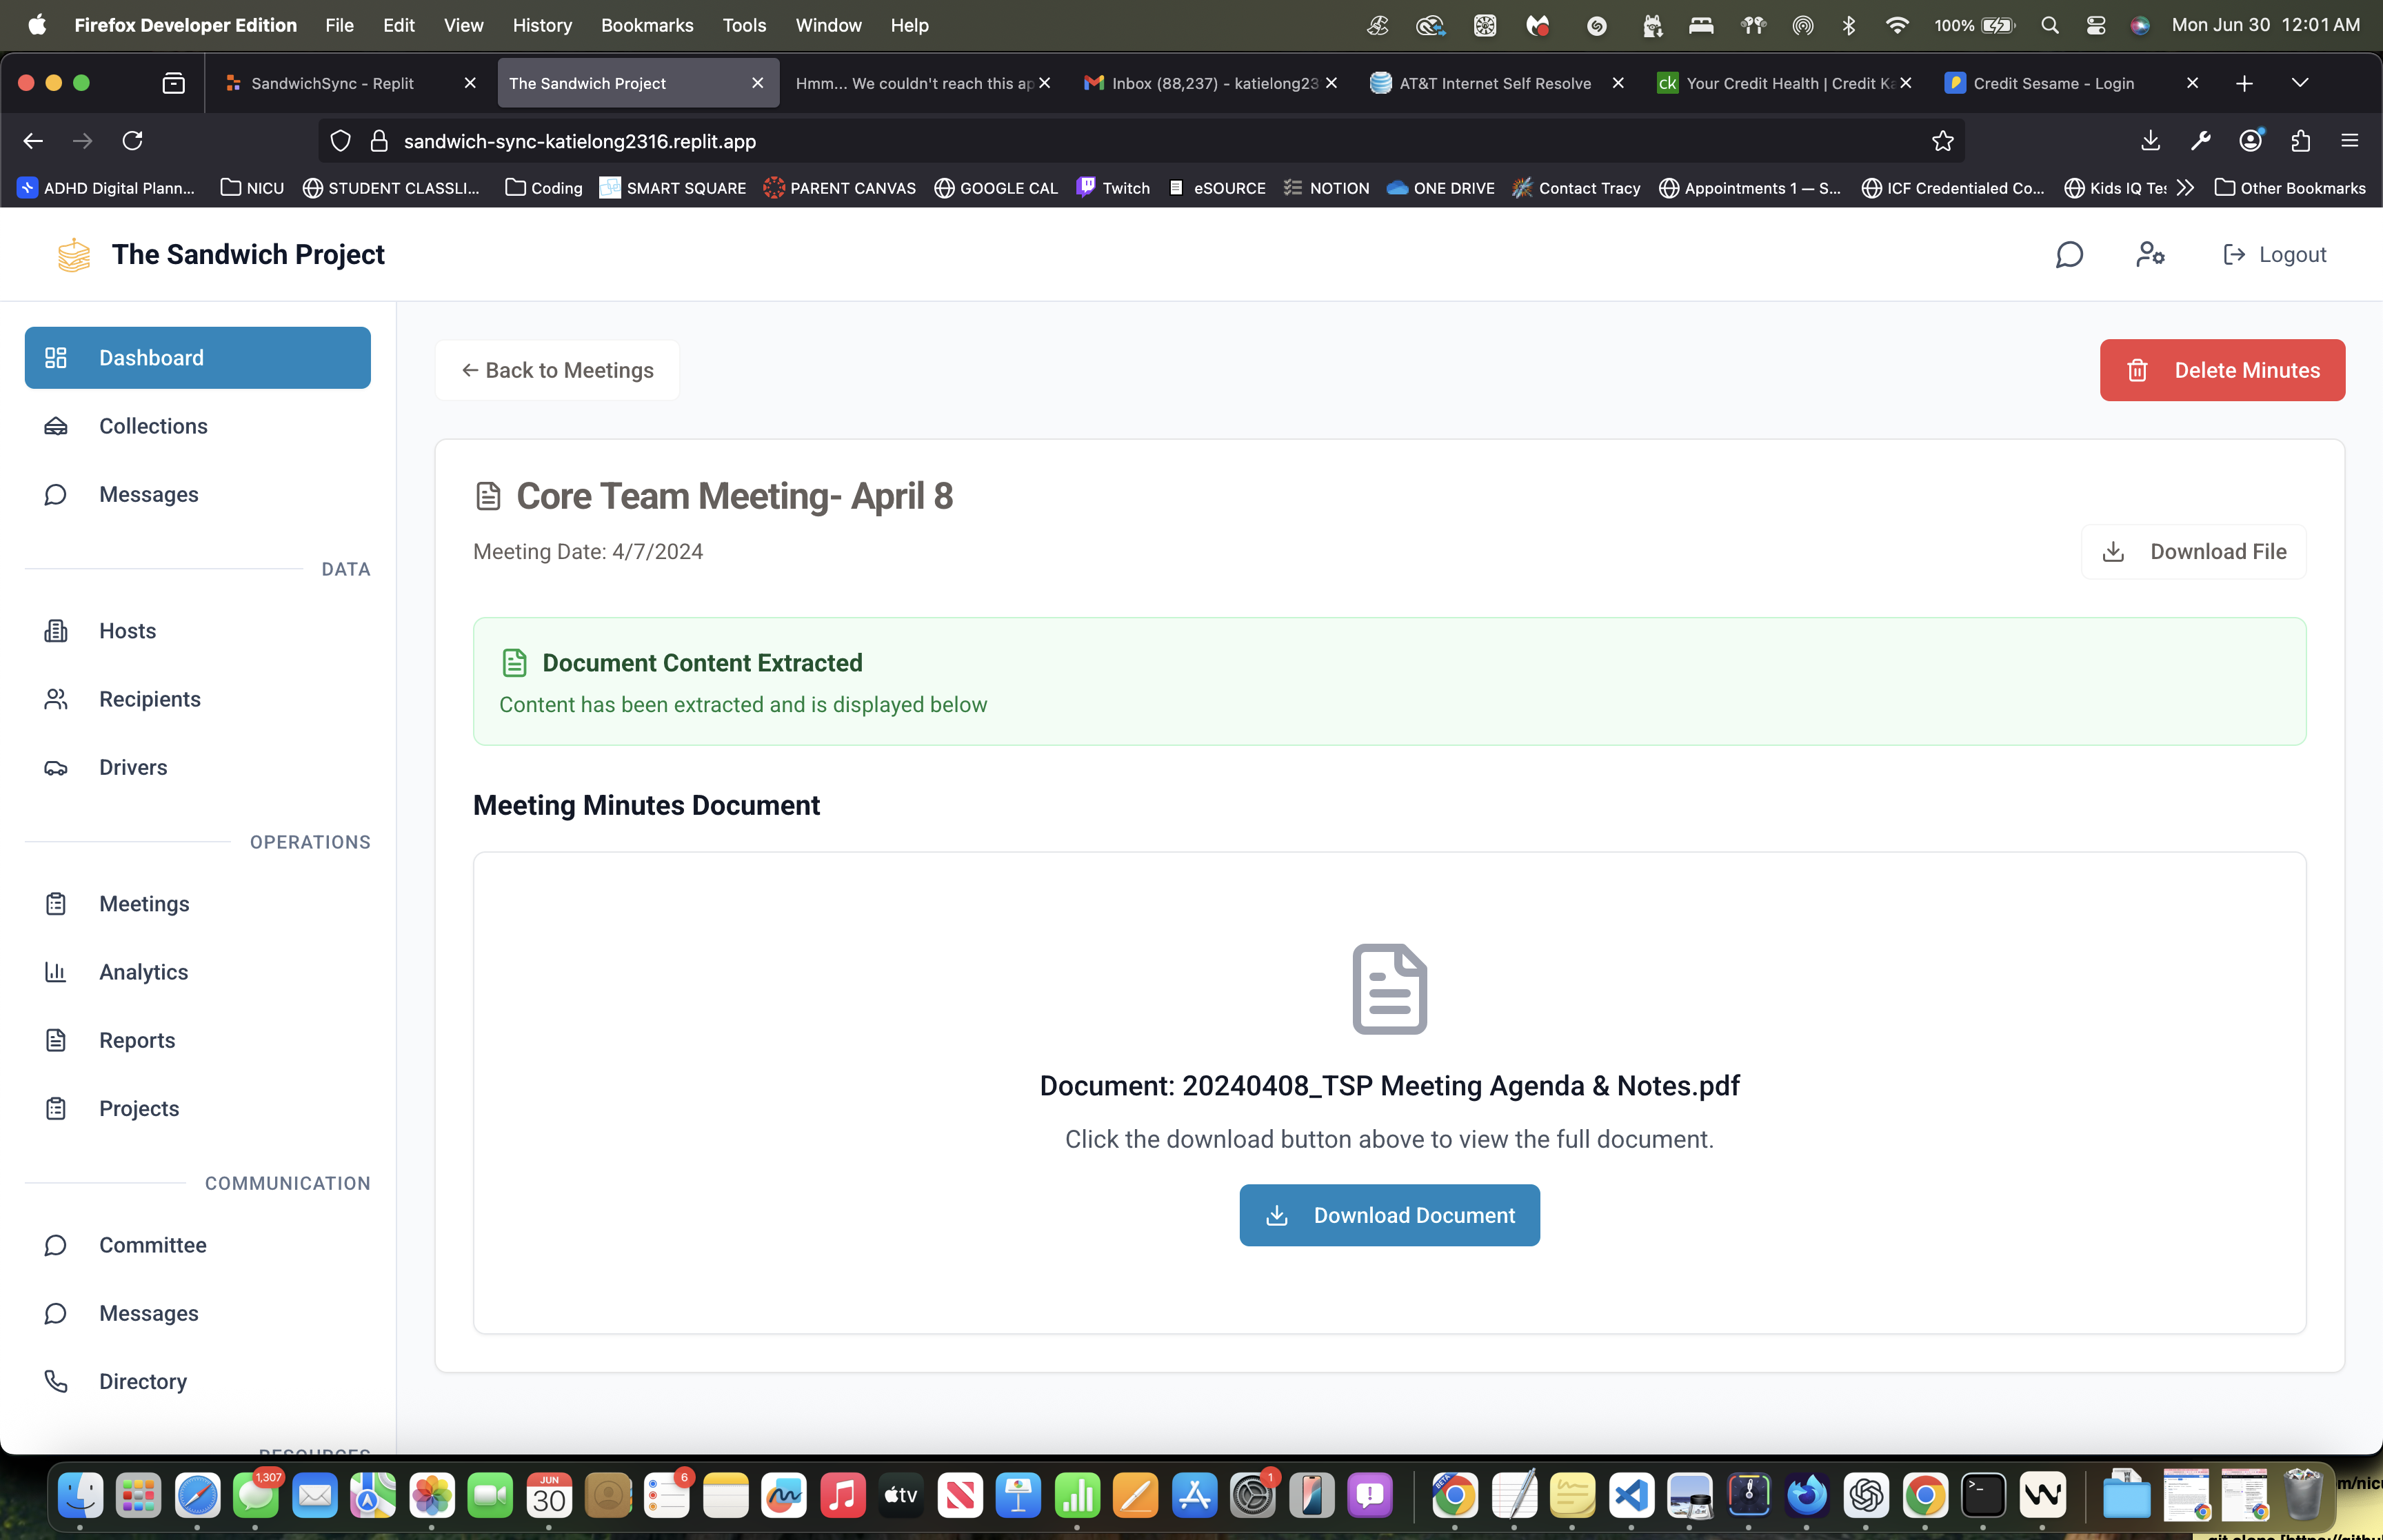 Firefox Developer Edition File Edit View History Bookmarks Tools Window Help 100% Mon Jun 30 12:01 AM
SandwichSync - Replit The Sandwich Project Hmm... We couldn't reach this ap Inbox (88,237) - katielong23 AT&T Internet Self Resolve ck Your Credit Health | Credit Ka Credit Sesame - Login
sandwich-sync-katielong2316.replit.app
ADHD Digital Plann... NICU STUDENT CLASSLI... Coding SMART SQUARE PARENT CANVAS GOOGLE CAL Twitch eSOURCE NOTION ONE DRIVE Contact Tracy Appointments 1 — S... ICF Credentialed Co... Kids IQ Tes Other Bookmarks
The Sandwich Project
Logout
Dashboard
Collections
Messages
DATA
Hosts
Recipients
Drivers
OPERATIONS
Meetings
Analytics
Reports
Projects
COMMUNICATION
Committee
Messages
Directory
RESOURCES
← Back to Meetings
Delete Minutes
Core Team Meeting- April 8
Meeting Date: 4/7/2024
Download File
Document Content Extracted
Content has been extracted and is displayed below
Meeting Minutes Document
Document: 20240408_TSP Meeting Agenda & Notes.pdf
Click the download button above to view the full document.
Download Document
1,307
JUN
30
6
tv
1
BETA